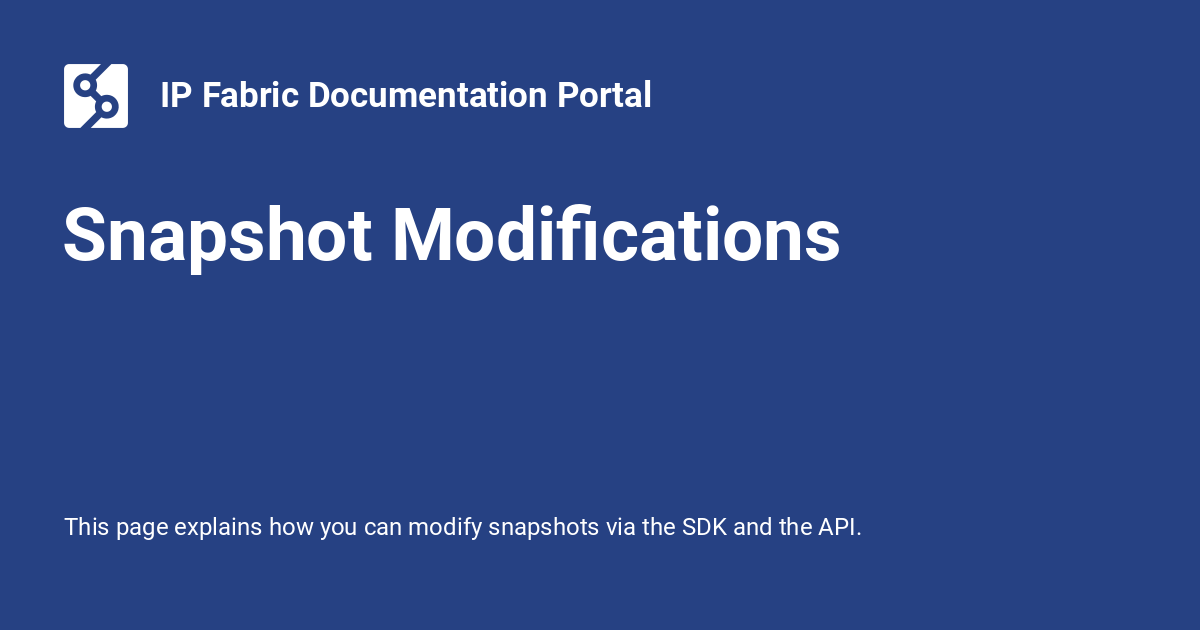 IP Fabric Documentation Portal
Snapshot Modifications
This page explains how you can modify snapshots via the SDK and the API.